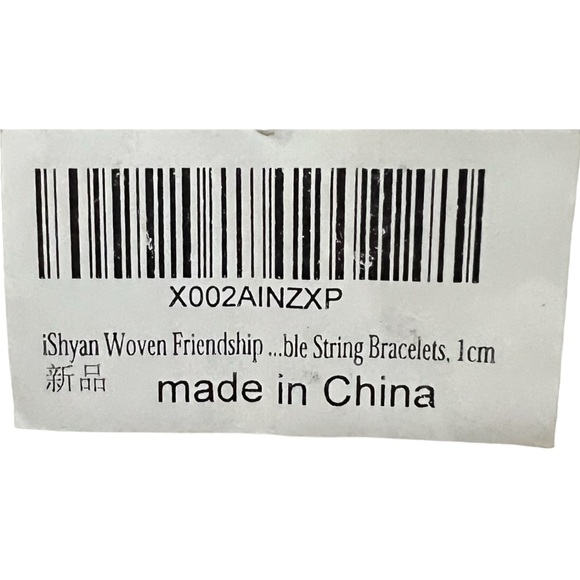 X002AINZXP
iShyan Woven Friendship ...ble String Bracelets, 1cm
新品
made in China